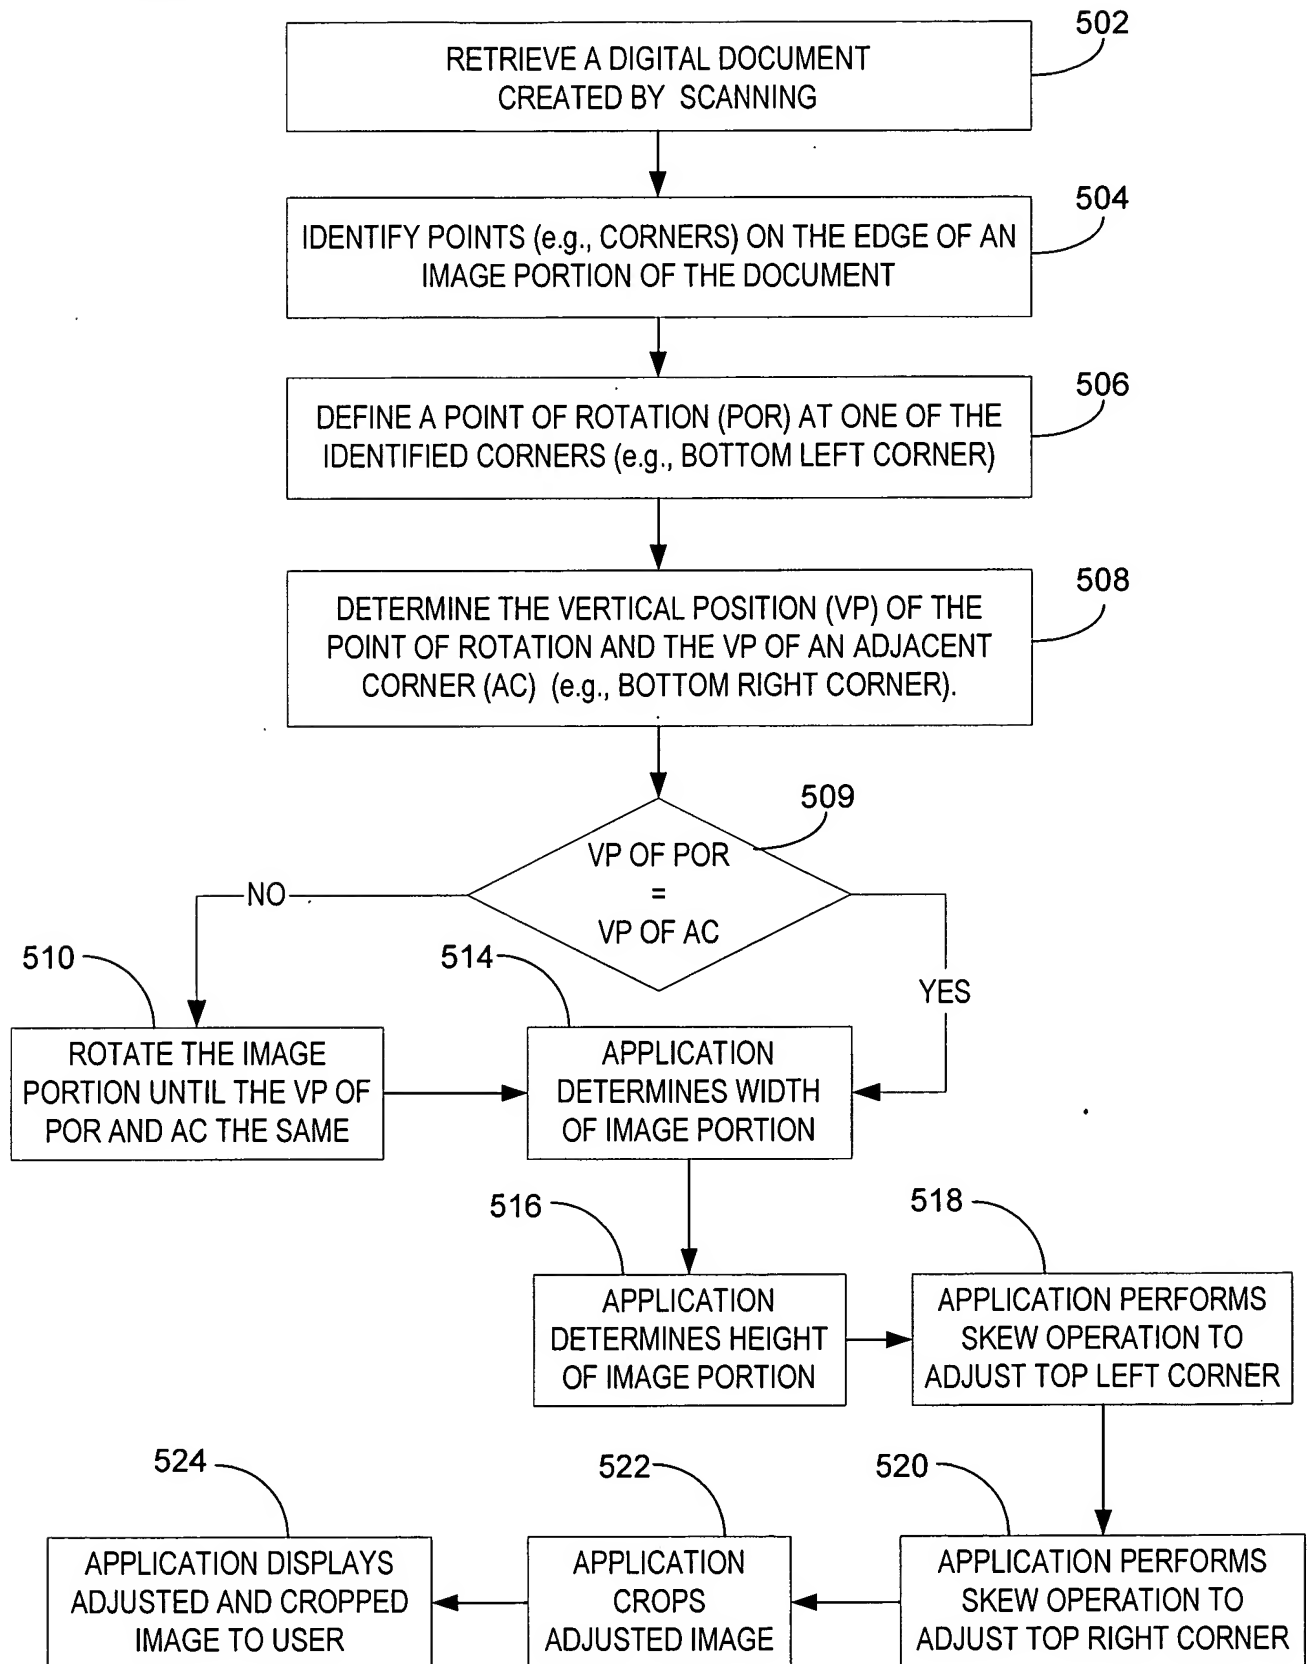 502
RETRIEVE A DIGITAL DOCUMENT
CREATED BY SCANNING
504
IDENTIFY POINTS (e.g., CORNERS) ON THE EDGE OF AN
IMAGE PORTION OF THE DOCUMENT
506
DEFINE A POINT OF ROTATION (POR) AT ONE OF THE
IDENTIFIED CORNERS (e.g., BOTTOM LEFT CORNER)
508
DETERMINE THE VERTICAL POSITION (VP) OF THE
POINT OF ROTATION AND THE VP OF AN ADJACENT
CORNER (AC) (e.g., BOTTOM RIGHT CORNER).
509
VP OF POR
=
VP OF AC
NO
YES
510
ROTATE THE IMAGE
PORTION UNTIL THE VP OF
POR AND AC THE SAME
514
APPLICATION
DETERMINES WIDTH
OF IMAGE PORTION
516
APPLICATION
DETERMINES HEIGHT
OF IMAGE PORTION
518
APPLICATION PERFORMS
SKEW OPERATION TO
ADJUST TOP LEFT CORNER
520
APPLICATION PERFORMS
SKEW OPERATION TO
ADJUST TOP RIGHT CORNER
522
APPLICATION
CROPS
ADJUSTED IMAGE
524
APPLICATION DISPLAYS
ADJUSTED AND CROPPED
IMAGE TO USER